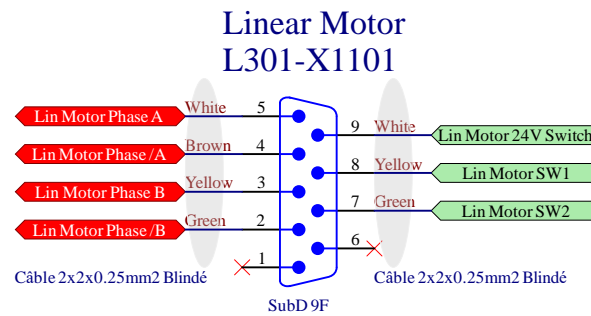 Linear Motor
L301-X1101
Lin Motor Phase A White 5
9 White Lin Motor 24V Switch
Lin Motor Phase /A Brown 4
8 Yellow Lin Motor SW1
Lin Motor Phase B Yellow 3
7 Green Lin Motor SW2
Lin Motor Phase /B Green 2
6
1
Câble 2x2x0.25mm2 Blindé Câble 2x2x0.25mm2 Blindé
SubD 9F